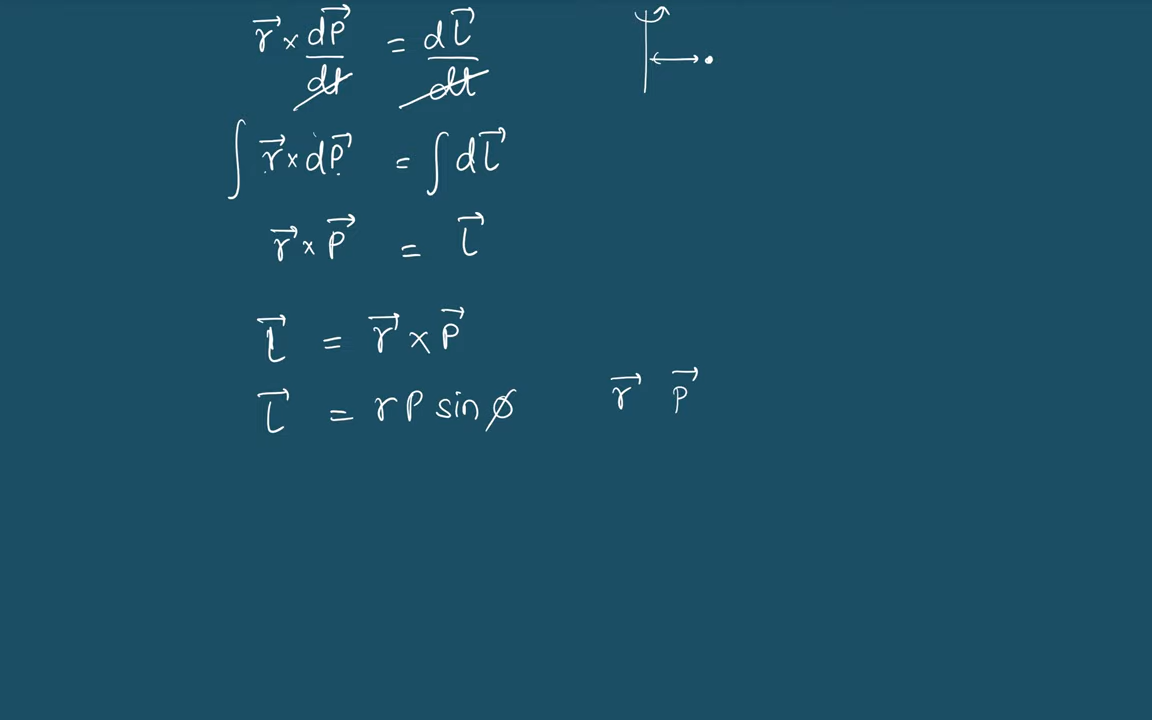 r⃗ × dP⃗/dt = dL⃗/dt
∫ r⃗ × dP⃗ = ∫ dL⃗
r⃗ × P⃗ = L⃗
L⃗ = r⃗ × P⃗
L⃗ = r P sin ϕ r⃗ P⃗